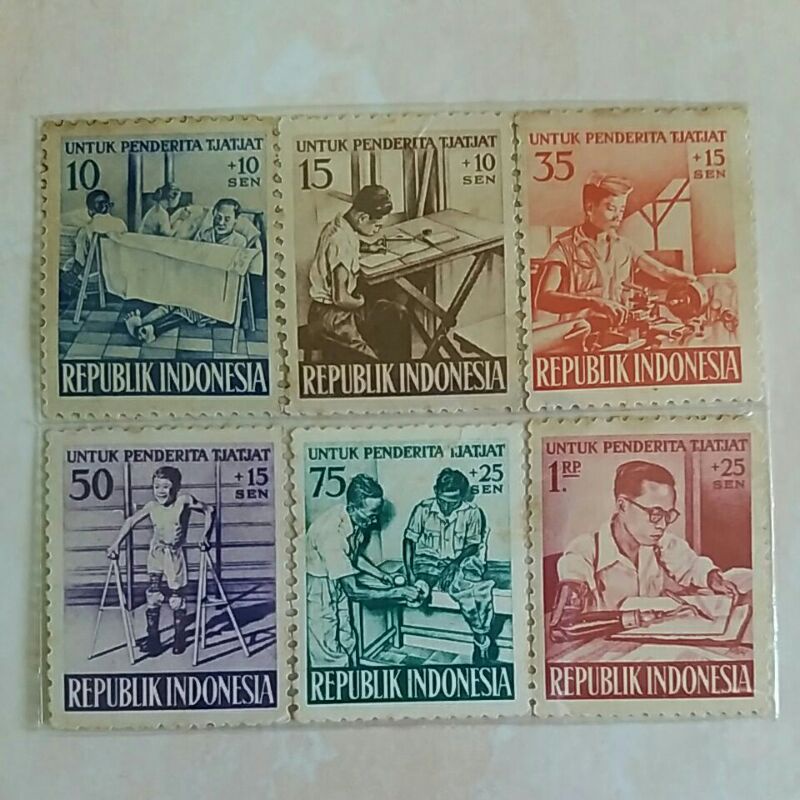 UNTUK PENDERITA TJATJAT
10
+10
SEN
REPUBLIK INDONESIA
UNTUK PENDERITA TJATJAT
15
+10
SEN
REPUBLIK INDONESIA
UNTUK PENDERITA TJATJAT
35
+15
SEN
REPUBLIK INDONESIA
UNTUK PENDERITA TJATJAT
50
+15
SEN
REPUBLIK INDONESIA
UNTUK PENDERITA TJATJAT
75
+25
SEN
REPUBLIK INDONESIA
UNTUK PENDERITA TJATJAT
1.RP
+25
SEN
REPUBLIK INDONESIA